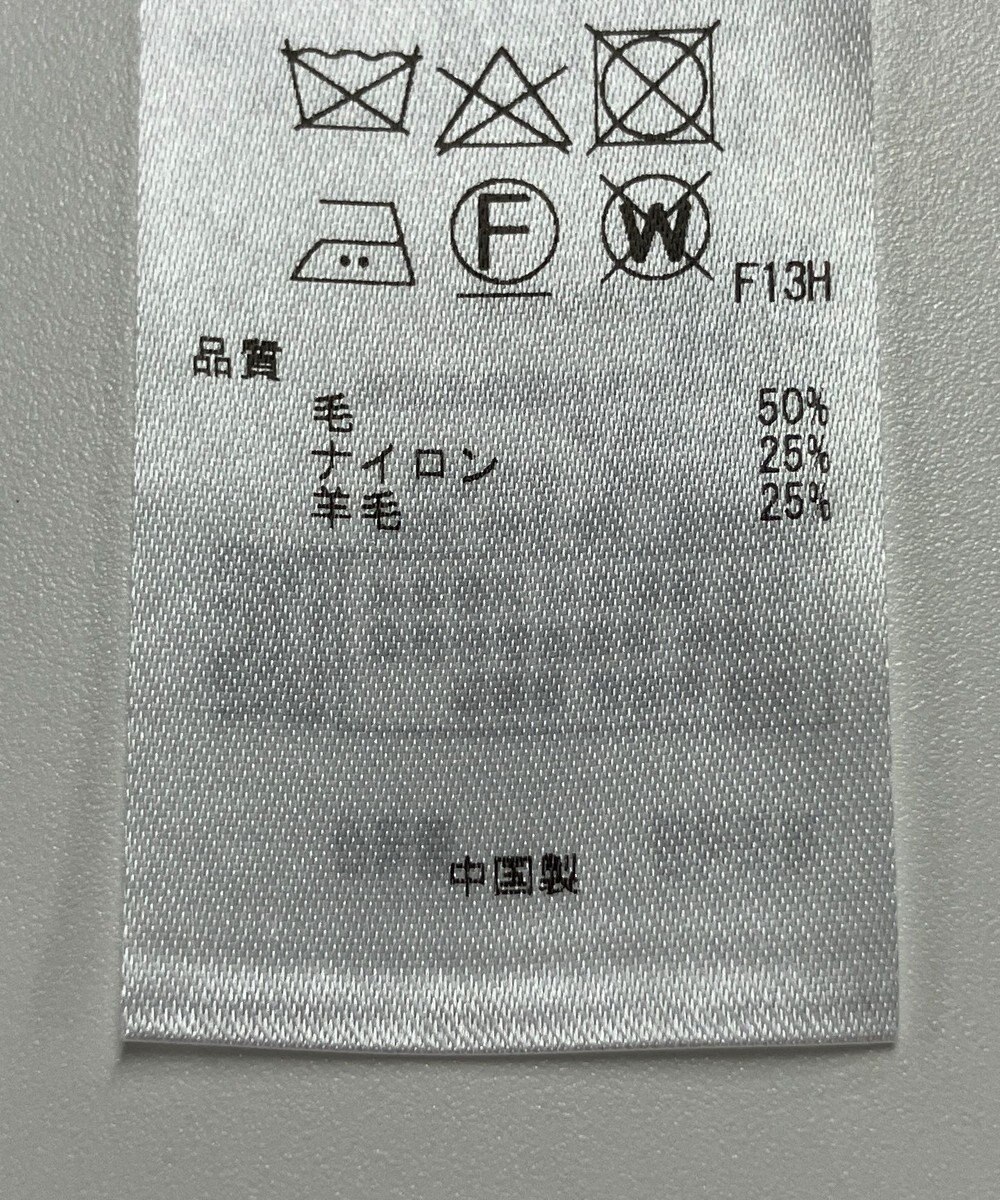 F W F13H
品質
毛 50%
ナイロン 25%
羊毛 25%
中国製